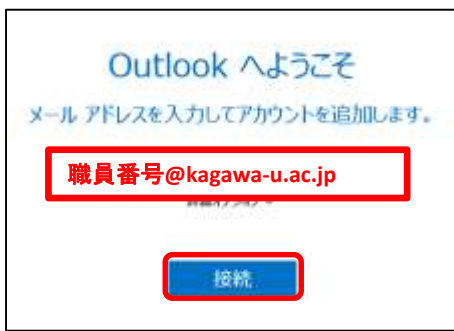 Outlook へようこそ
メール アドレスを入力してアカウントを追加します。
職員番号@kagawa-u.ac.jp
接続